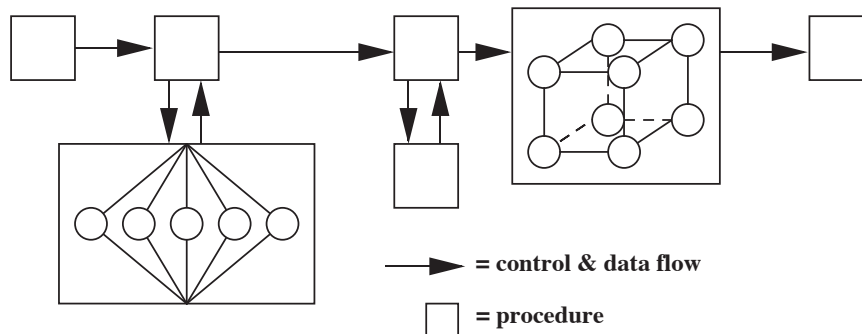 = control & data flow
= procedure